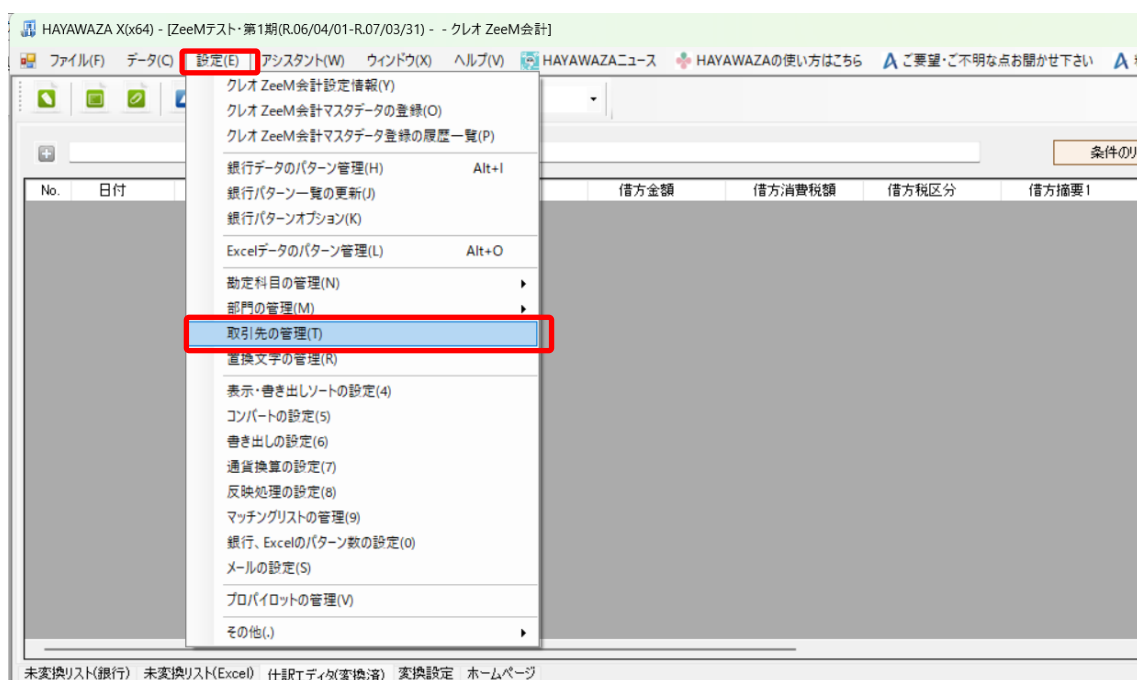 HAYAWAZA X(x64) - [ZeeMテスト・第1期(R.06/04/01-R.07/03/31) - - クレオ ZeeM会計]
ファイル(F) データ(C) 設定(E) アシスタント(W) ウィンドウ(X) ヘルプ(V) HAYAWAZAニュース HAYAWAZAの使い方はこちら ご要望・ご不明な点お聞かせ下さい
クレオ ZeeM会計設定情報(Y)
クレオ ZeeM会計マスタデータの登録(O)
クレオ ZeeM会計マスタデータ登録の履歴一覧(P)
条件のリ
銀行データのパターン管理(H) Alt+I
No. 日付 借方金額 借方消費税額 借方税区分 借方摘要1
銀行パターン一覧の更新(J)
銀行パターンオプション(K)
Excelデータのパターン管理(L) Alt+O
勘定科目の管理(N)
部門の管理(M)
取引先の管理(T)
置換文字の管理(R)
表示・書き出しソートの設定(4)
コンバートの設定(5)
書き出しの設定(6)
通貨換算の設定(7)
反映処理の設定(8)
マッチングリストの管理(9)
銀行、Excelのパターン数の設定(0)
メールの設定(S)
プロパイロットの管理(V)
その他(.)
未変換リスト(銀行) 未変換リスト(Excel) 仕訳エディタ(変換済) 変換設定 ホームページ